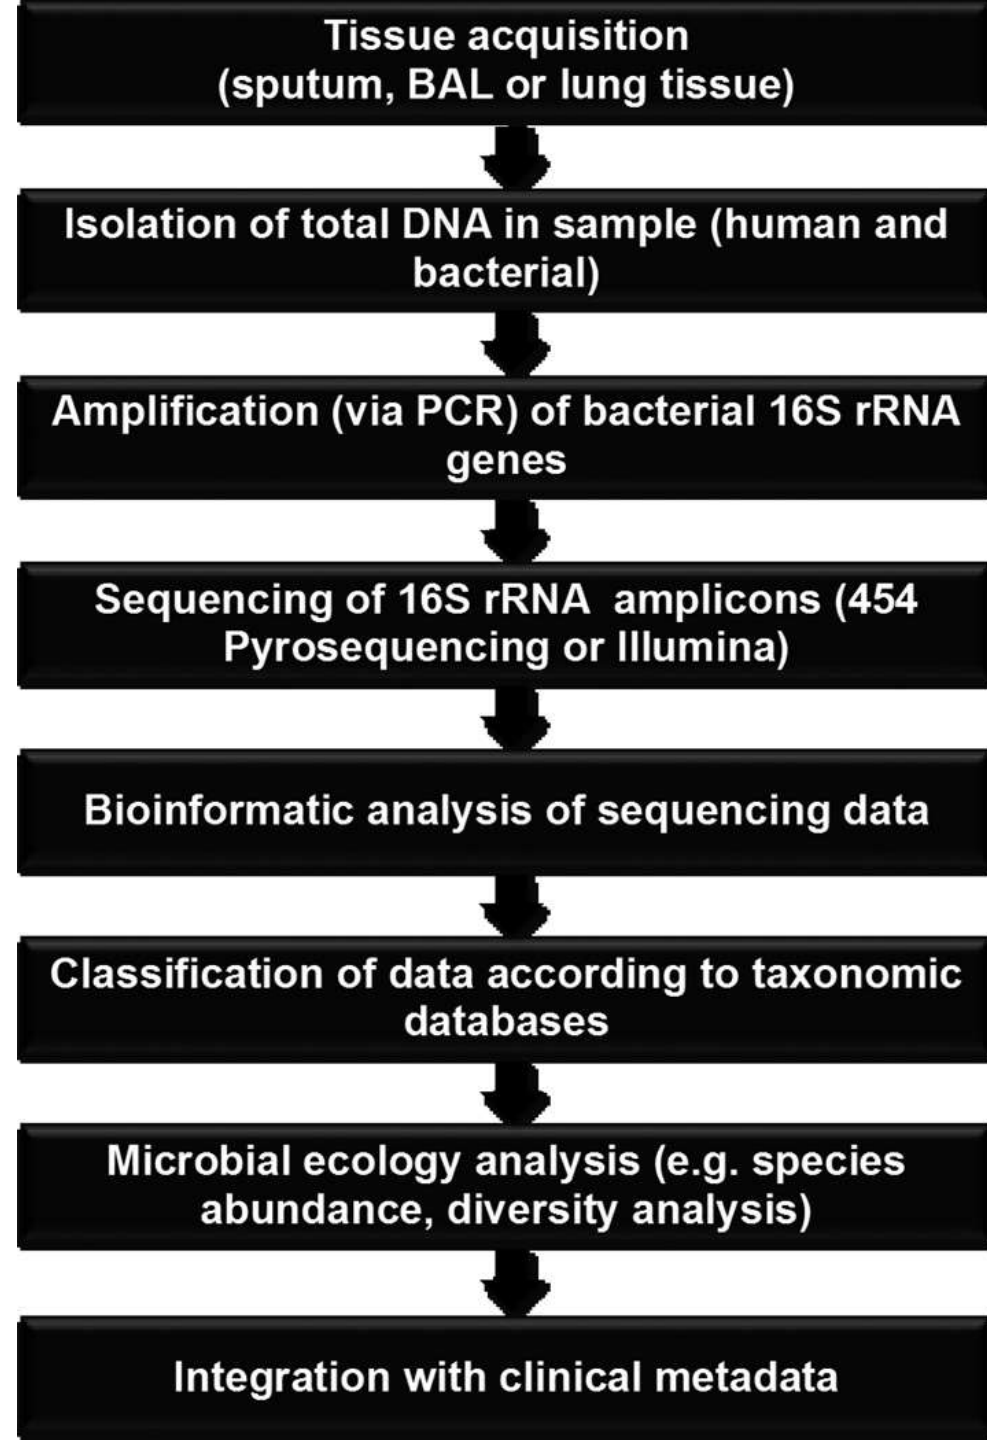 Tissue acquisition
(sputum, BAL or lung tissue)
Isolation of total DNA in sample (human and
bacterial)
Amplification (via PCR) of bacterial 16S rRNA
genes
Sequencing of 16S rRNA amplicons (454
Pyrosequencing or Illumina)
Bioinformatic analysis of sequencing data
Classification of data according to taxonomic
databases
Microbial ecology analysis (e.g. species
abundance, diversity analysis)
Integration with clinical metadata